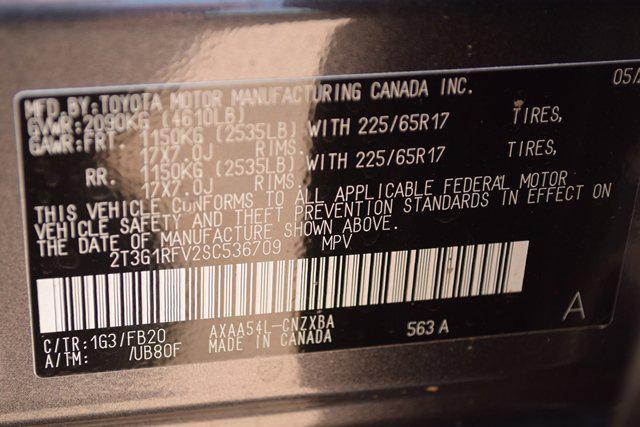 MFD.BY:TOYOTA MOTOR MANUFACTURING CANADA INC. 05/2
GVWR:2090KG (4610LB)
GAWR:FRT. 1150KG (2535LB) WITH 225/65R17 TIRES,
17X7.0J RIMS.
RR. 1150KG (2535LB) WITH 225/65R17 TIRES,
17X7.0J RIMS.
THIS VEHICLE CONFORMS TO ALL APPLICABLE FEDERAL MOTOR
VEHICLE SAFETY AND THEFT PREVENTION STANDARDS IN EFFECT ON
THE DATE OF MANUFACTURE SHOWN ABOVE.
2T3G1RFV2SC536709 MPV
C/TR:1G3/FB20 AXAA54L-CNZXBA 563A A
A/TM: /UB80F MADE IN CANADA